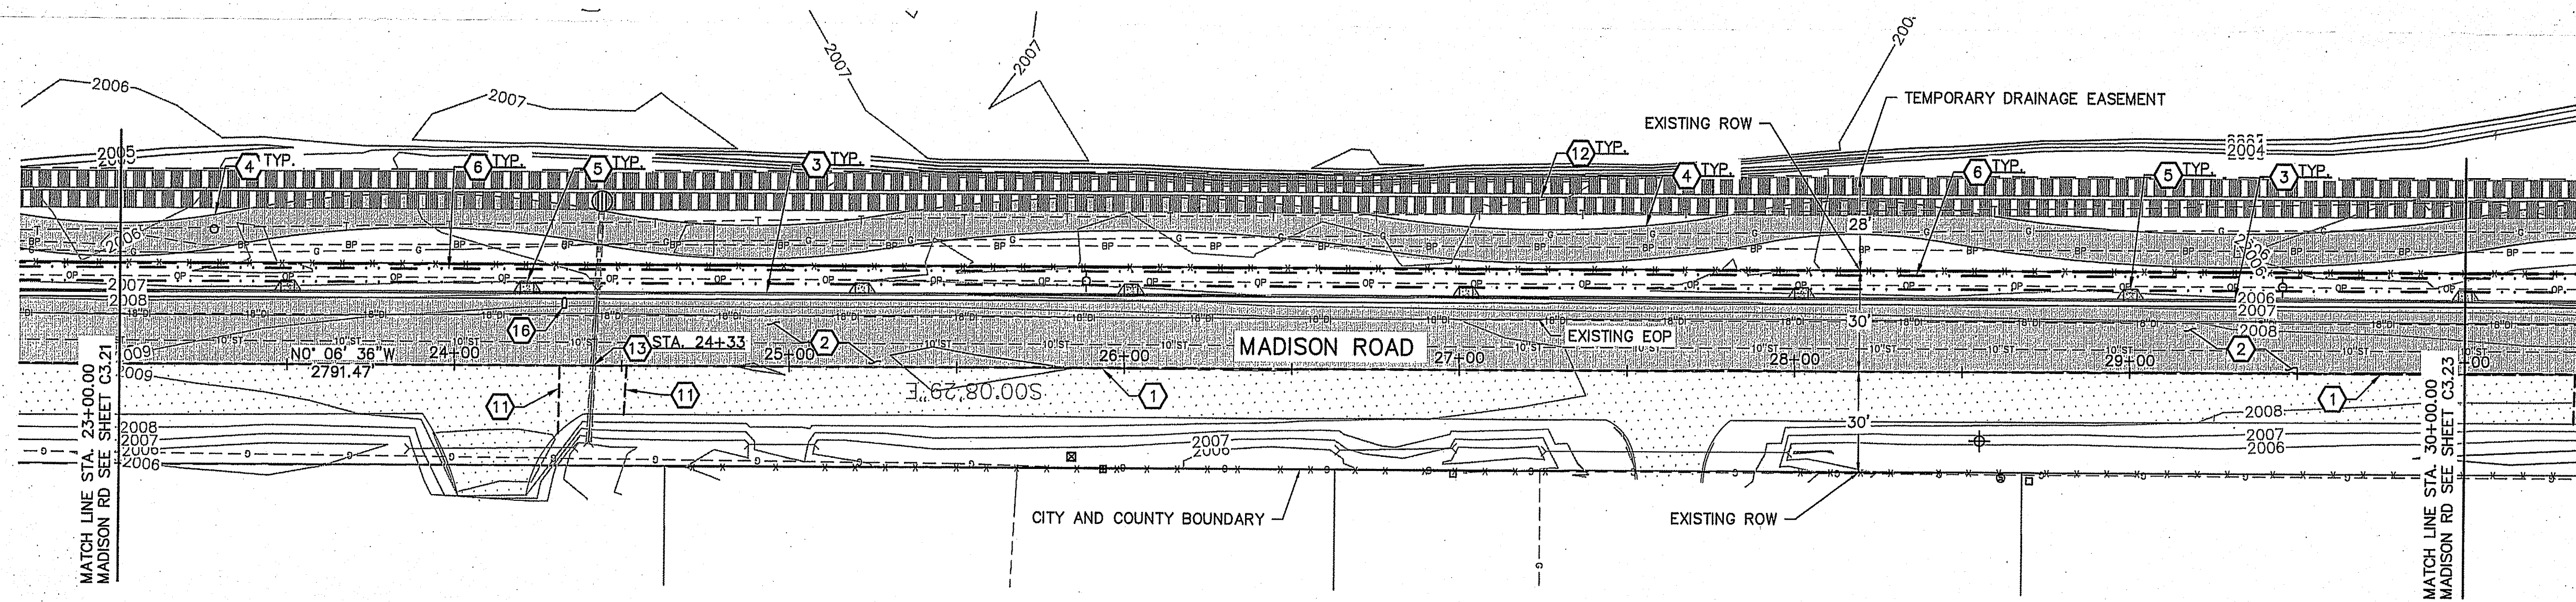 2007
2007
200
2006
2007
TEMPORARY DRAINAGE EASEMENT
EXISTING ROW
2005
4 TYP.
6 TYP.
5 TYP.
3 TYP.
12 TYP.
4 TYP.
6 TYP.
5 TYP.
3 TYP.
2004
28'
2006
2007
2008
16
13 STA. 24+33
2
30'
EXISTING EOP
MADISON ROAD
2006
2007
2008
2
N0° 06' 36"W
2791.47
24+00
25+00
26+00
27+00
28+00
29+00
2009
11
11
S00°08'29"E
1
1
2008
2007
2006
2006
2007
2006
30'
2008
2007
2006
CITY AND COUNTY BOUNDARY
EXISTING ROW
MATCH LINE STA. 23+00.00
MADISON RD SEE SHEET C3.21
MATCH LINE STA. 30+00.00
MADISON RD SEE SHEET C3.23